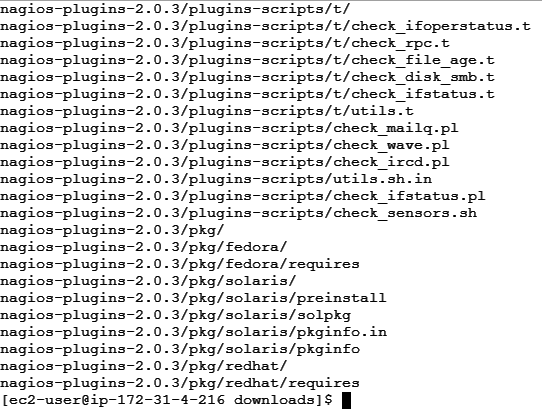 nagios-plugins-2.0.3/plugins-scripts/t/
nagios-plugins-2.0.3/plugins-scripts/t/check_ifoperstatus.t
nagios-plugins-2.0.3/plugins-scripts/t/check_rpc.t
nagios-plugins-2.0.3/plugins-scripts/t/check_file_age.t
nagios-plugins-2.0.3/plugins-scripts/t/check_disk_smb.t
nagios-plugins-2.0.3/plugins-scripts/t/check_ifstatus.t
nagios-plugins-2.0.3/plugins-scripts/t/utils.t
nagios-plugins-2.0.3/plugins-scripts/check_mailq.pl
nagios-plugins-2.0.3/plugins-scripts/check_wave.pl
nagios-plugins-2.0.3/plugins-scripts/check_ircd.pl
nagios-plugins-2.0.3/plugins-scripts/utils.sh.in
nagios-plugins-2.0.3/plugins-scripts/check_ifstatus.pl
nagios-plugins-2.0.3/plugins-scripts/check_sensors.sh
nagios-plugins-2.0.3/pkg/
nagios-plugins-2.0.3/pkg/fedora/
nagios-plugins-2.0.3/pkg/fedora/requires
nagios-plugins-2.0.3/pkg/solaris/
nagios-plugins-2.0.3/pkg/solaris/preinstall
nagios-plugins-2.0.3/pkg/solaris/solpkg
nagios-plugins-2.0.3/pkg/solaris/pkginfo.in
nagios-plugins-2.0.3/pkg/solaris/pkginfo
nagios-plugins-2.0.3/pkg/redhat/
nagios-plugins-2.0.3/pkg/redhat/requires
[ec2-user@ip-172-31-4-216 downloads]$